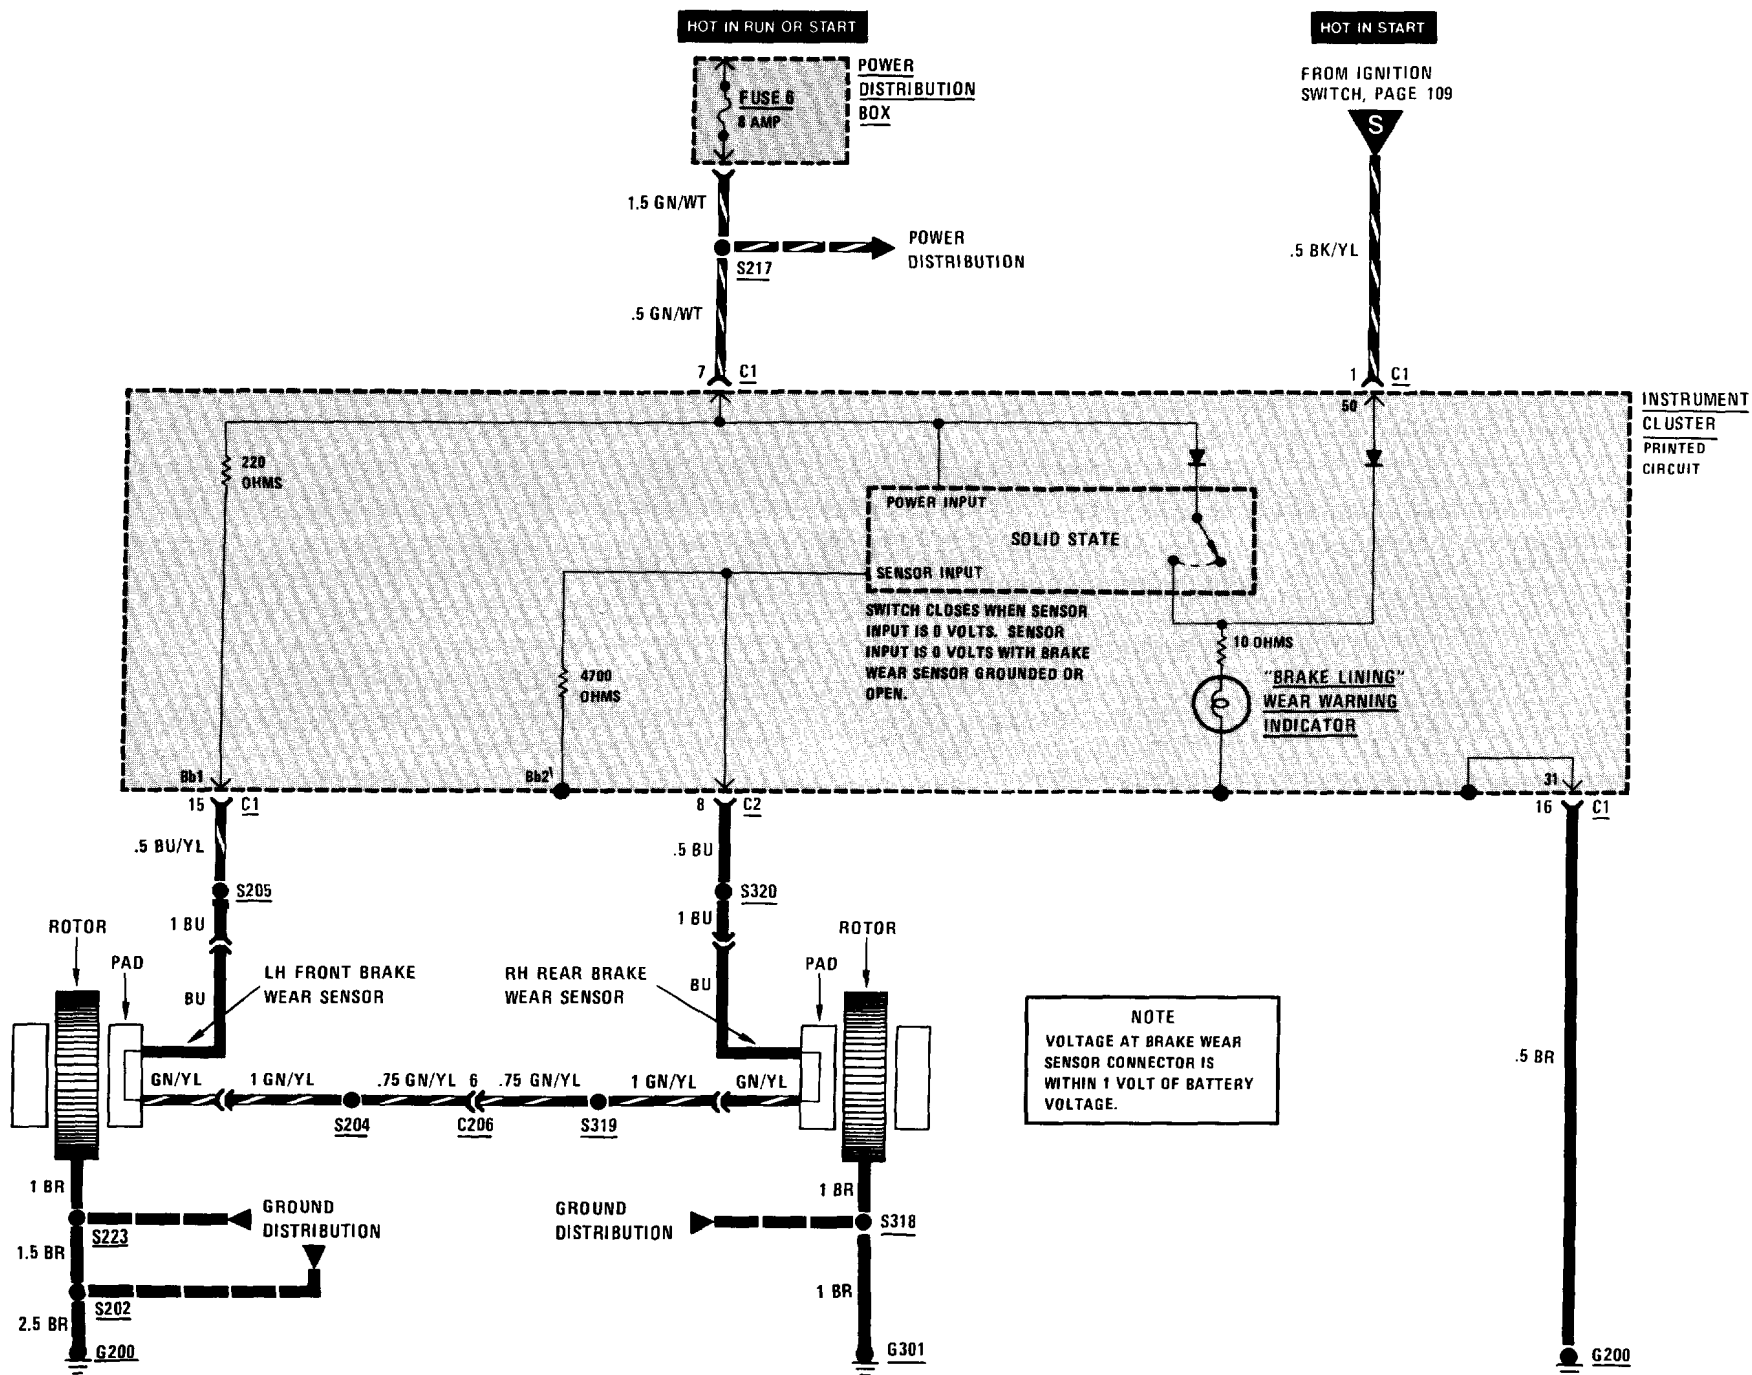 HOT IN RUN OR START
HOT IN START
POWER
DISTRIBUTION
BOX
FUSE 6
8 AMP
FROM IGNITION
SWITCH, PAGE 109
S
1.5 GN/WT
S217
POWER
DISTRIBUTION
.5 GN/WT
.5 BK/YL
7 C1
1 C1
50
INSTRUMENT
CLUSTER
PRINTED
CIRCUIT
220
OHMS
POWER INPUT
SOLID STATE
SENSOR INPUT
SWITCH CLOSES WHEN SENSOR
INPUT IS 0 VOLTS. SENSOR
INPUT IS 0 VOLTS WITH BRAKE
WEAR SENSOR GROUNDED OR
OPEN.
4700
OHMS
10 OHMS
"BRAKE LINING"
WEAR WARNING
INDICATOR
Bb1
Bb2
31
15 C1
8 C2
16 C1
.5 BU/YL
.5 BU
S205
S320
1 BU
1 BU
ROTOR
PAD
LH FRONT BRAKE
WEAR SENSOR
BU
RH REAR BRAKE
WEAR SENSOR
BU
PAD
ROTOR
GN/YL
1 GN/YL
.75 GN/YL
6
.75 GN/YL
1 GN/YL
GN/YL
S204
C206
S319
NOTE
VOLTAGE AT BRAKE WEAR
SENSOR CONNECTOR IS
WITHIN 1 VOLT OF BATTERY
VOLTAGE.
.5 BR
1 BR
GROUND
DISTRIBUTION
S223
1.5 BR
S202
2.5 BR
G200
1 BR
GROUND
DISTRIBUTION
S318
1 BR
G301
G200